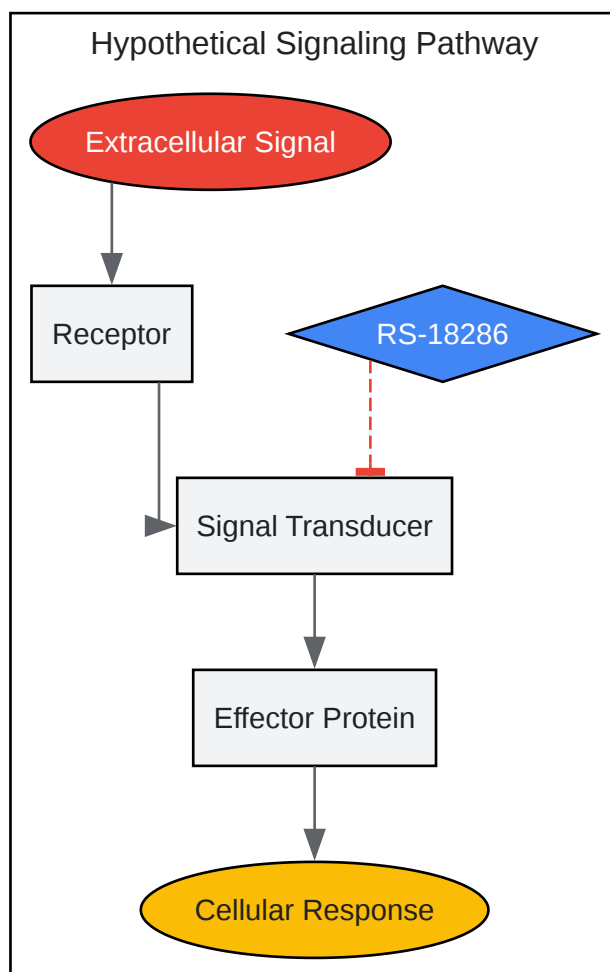 Hypothetical Signaling Pathway
Extracellular Signal
Receptor
RS-18286
Signal Transducer
Effector Protein
Cellular Response